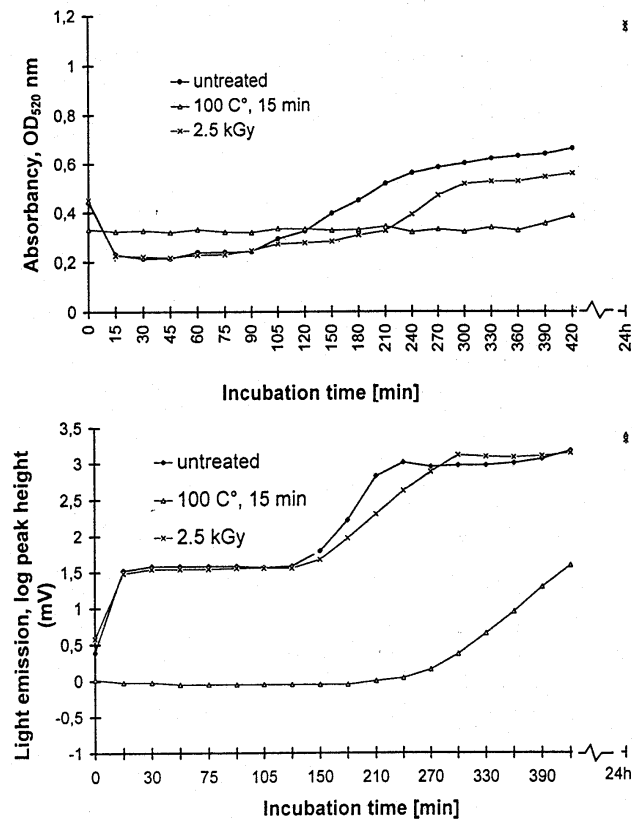 Absorbancy, OD520 nm
1,2
1
0,8
0,6
0,4
0,2
0
untreated
100 C°, 15 min
2.5 kGy
0 15 30 45 60 75 90 105 120 150 180 210 240 270 300 330 360 390 420 24h
Incubation time [min]
Light emission, log peak height
(mV)
3,5
3
2,5
2
1,5
1
0,5
0
-0,5
-1
untreated
100 C°, 15 min
2.5 kGy
0 30 75 105 150 210 270 330 390 24h
Incubation time [min]